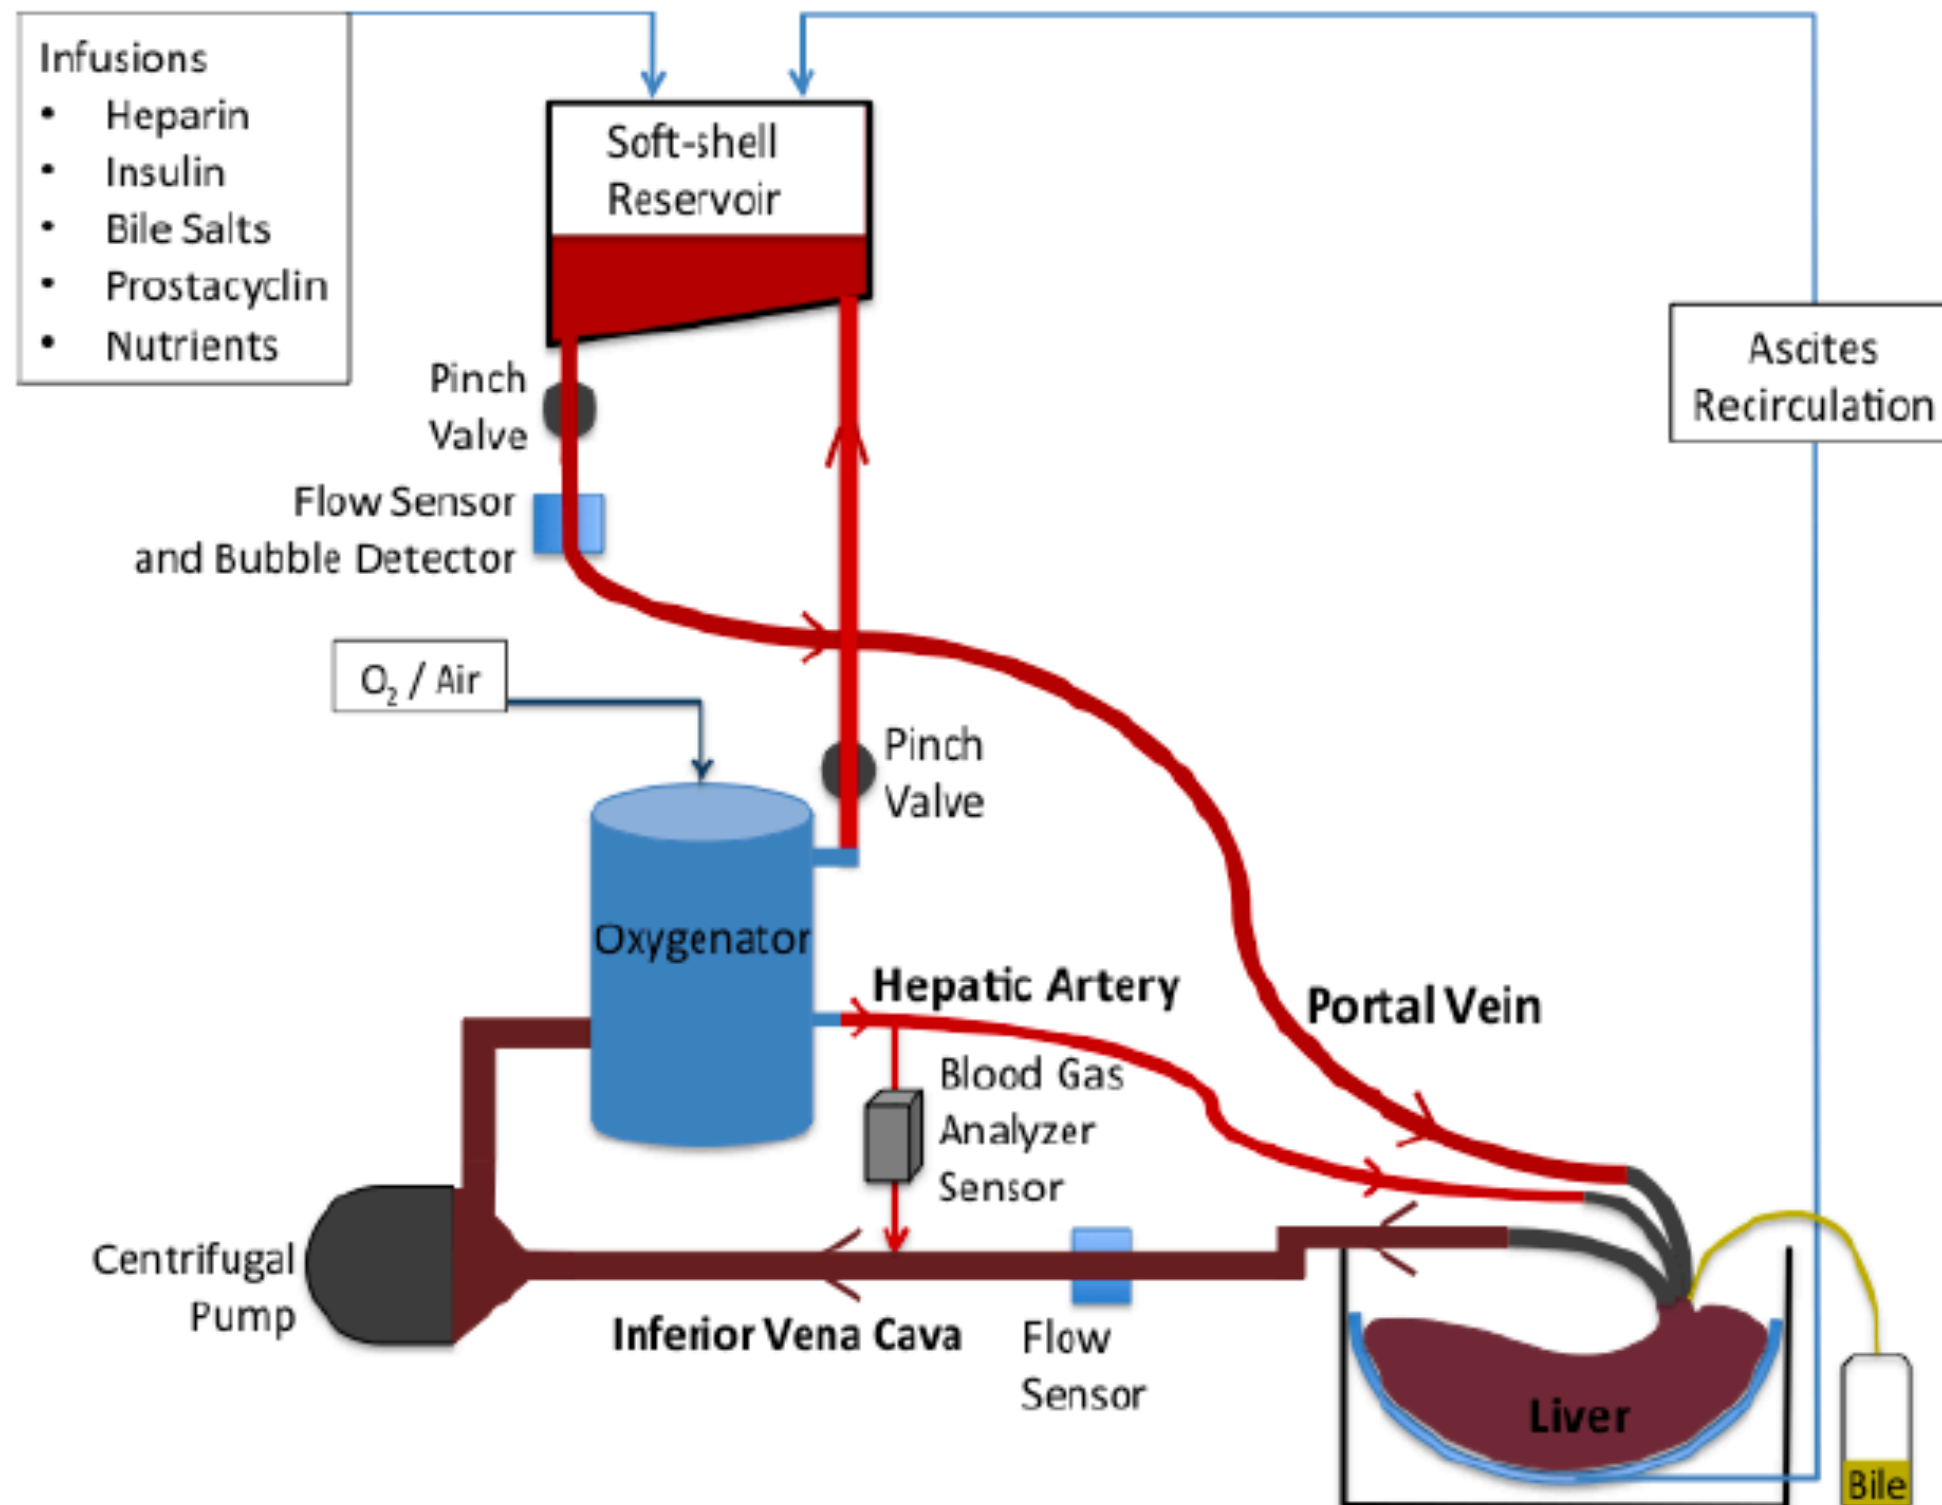 Infusions
• Heparin
• Insulin
• Bile Salts
• Prostacyclin
• Nutrients
Soft-shell
Reservoir
Pinch
Valve
Flow Sensor
and Bubble Detector
Ascites
Recirculation
O₂ / Air
Pinch
Valve
Oxygenator
Hepatic Artery
Portal Vein
Blood Gas
Analyzer
Sensor
Centrifugal
Pump
Inferior Vena Cava
Flow
Sensor
Liver
Bile